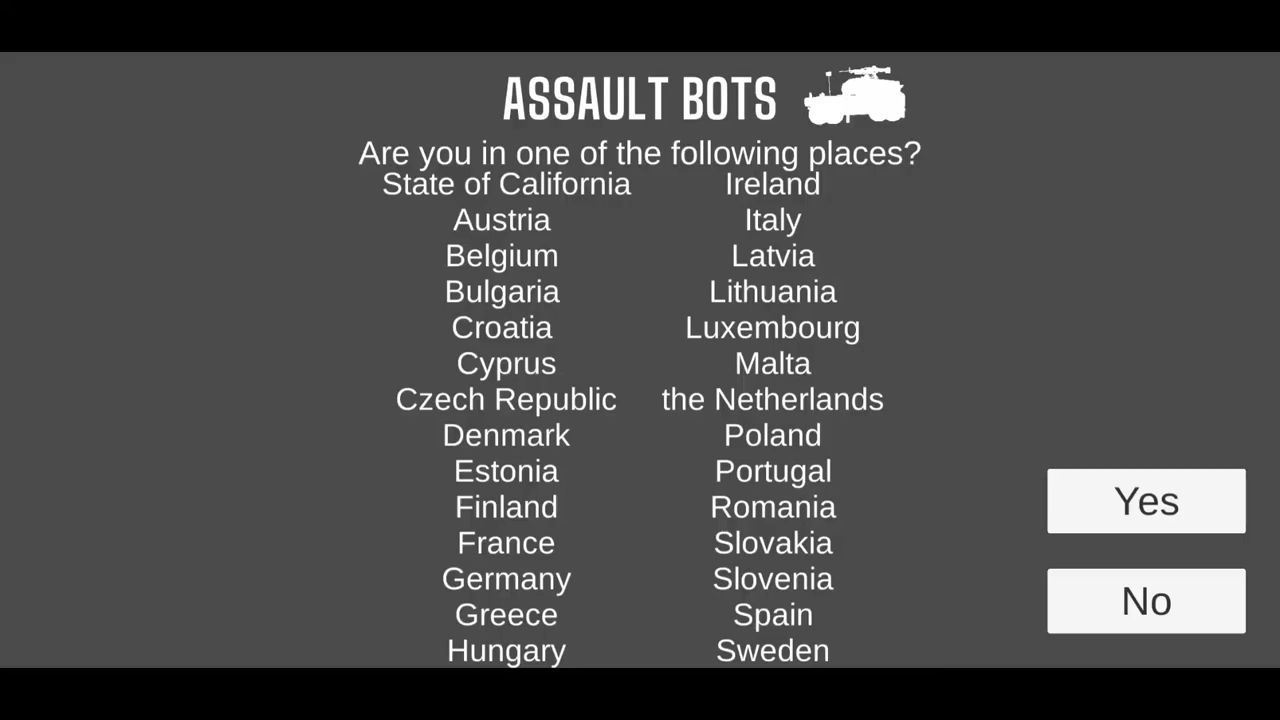 ASSAULT BOTS
Are you in one of the following places?
State of California
Austria
Belgium
Bulgaria
Croatia
Cyprus
Czech Republic
Denmark
Estonia
Finland
France
Germany
Greece
Hungary
Ireland
Italy
Latvia
Lithuania
Luxembourg
Malta
the Netherlands
Poland
Portugal
Romania
Slovakia
Slovenia
Spain
Sweden
Yes
No